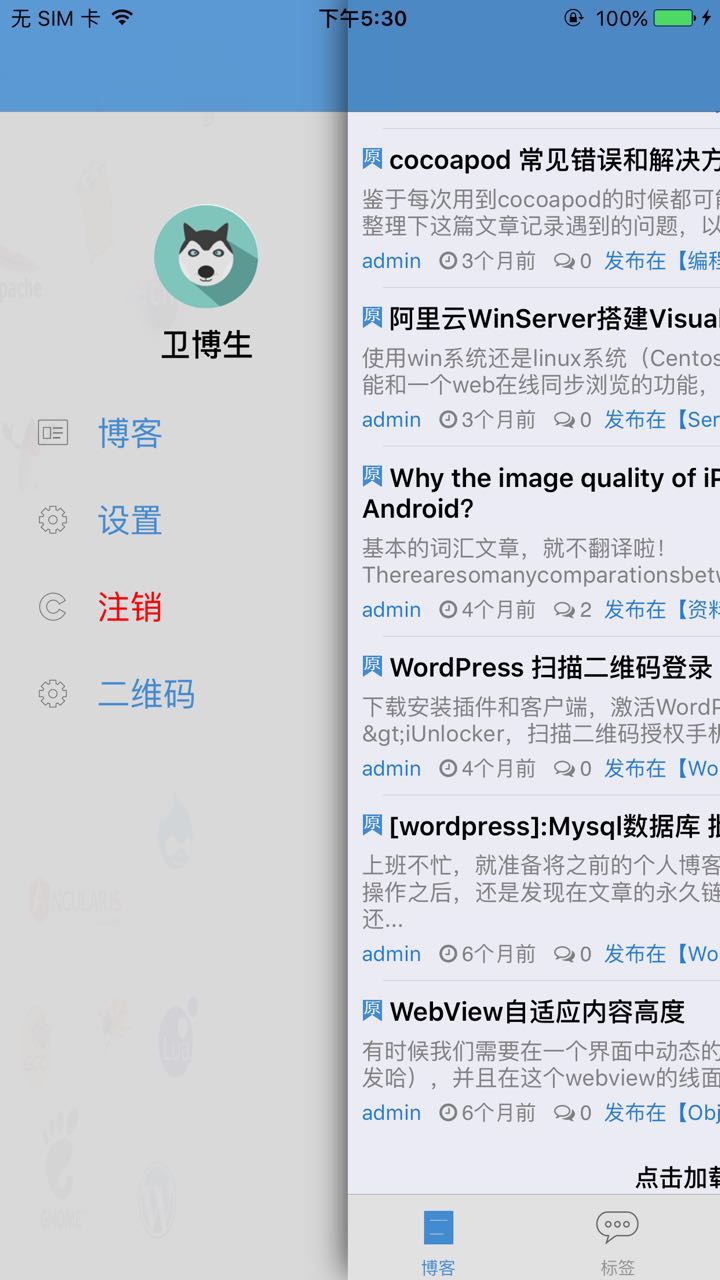 无 SIM 卡 下午5:30 100%
卫博生
博客
设置
注销
二维码
apache
ANGULARJS
GCC
Lua
GNOME
原 cocoapod 常见错误和解决方
鉴于每次用到cocoapod的时候都可能
整理下这篇文章记录遇到的问题，以
admin 3个月前 0 发布在【编程
原 阿里云WinServer搭建Visual
使用win系统还是linux系统（Centos
能和一个web在线同步浏览的功能，
admin 3个月前 0 发布在【Ser
原 Why the image quality of iP
Android?
基本的词汇文章，就不翻译啦！
Therearesomanycomparationsbetw
admin 4个月前 2 发布在【资料
原 WordPress 扫描二维码登录
下载安装插件和客户端，激活WordP
&gt;iUnlocker，扫描二维码授权手机
admin 4个月前 0 发布在【Wo
原 [wordpress]:Mysql数据库 批
上班不忙，就准备将之前的个人博客
操作之后，还是发现在文章的永久链
还...
admin 6个月前 0 发布在【Wo
原 WebView自适应内容高度
有时候我们需要在一个界面中动态的
发哈），并且在这个webview的线面
admin 6个月前 0 发布在【Obj
点击加载
博客 标签